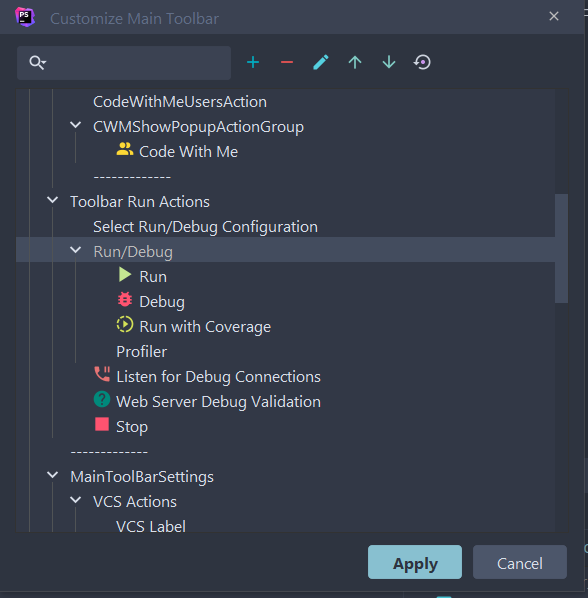 PS
Customize Main Toolbar
CodeWithMeUsersAction
CWMShowPopupActionGroup
Code With Me
-------------
Toolbar Run Actions
Select Run/Debug Configuration
Run/Debug
Run
Debug
Run with Coverage
Profiler
Listen for Debug Connections
Web Server Debug Validation
Stop
-------------
MainToolBarSettings
VCS Actions
VCS Label
Apply
Cancel